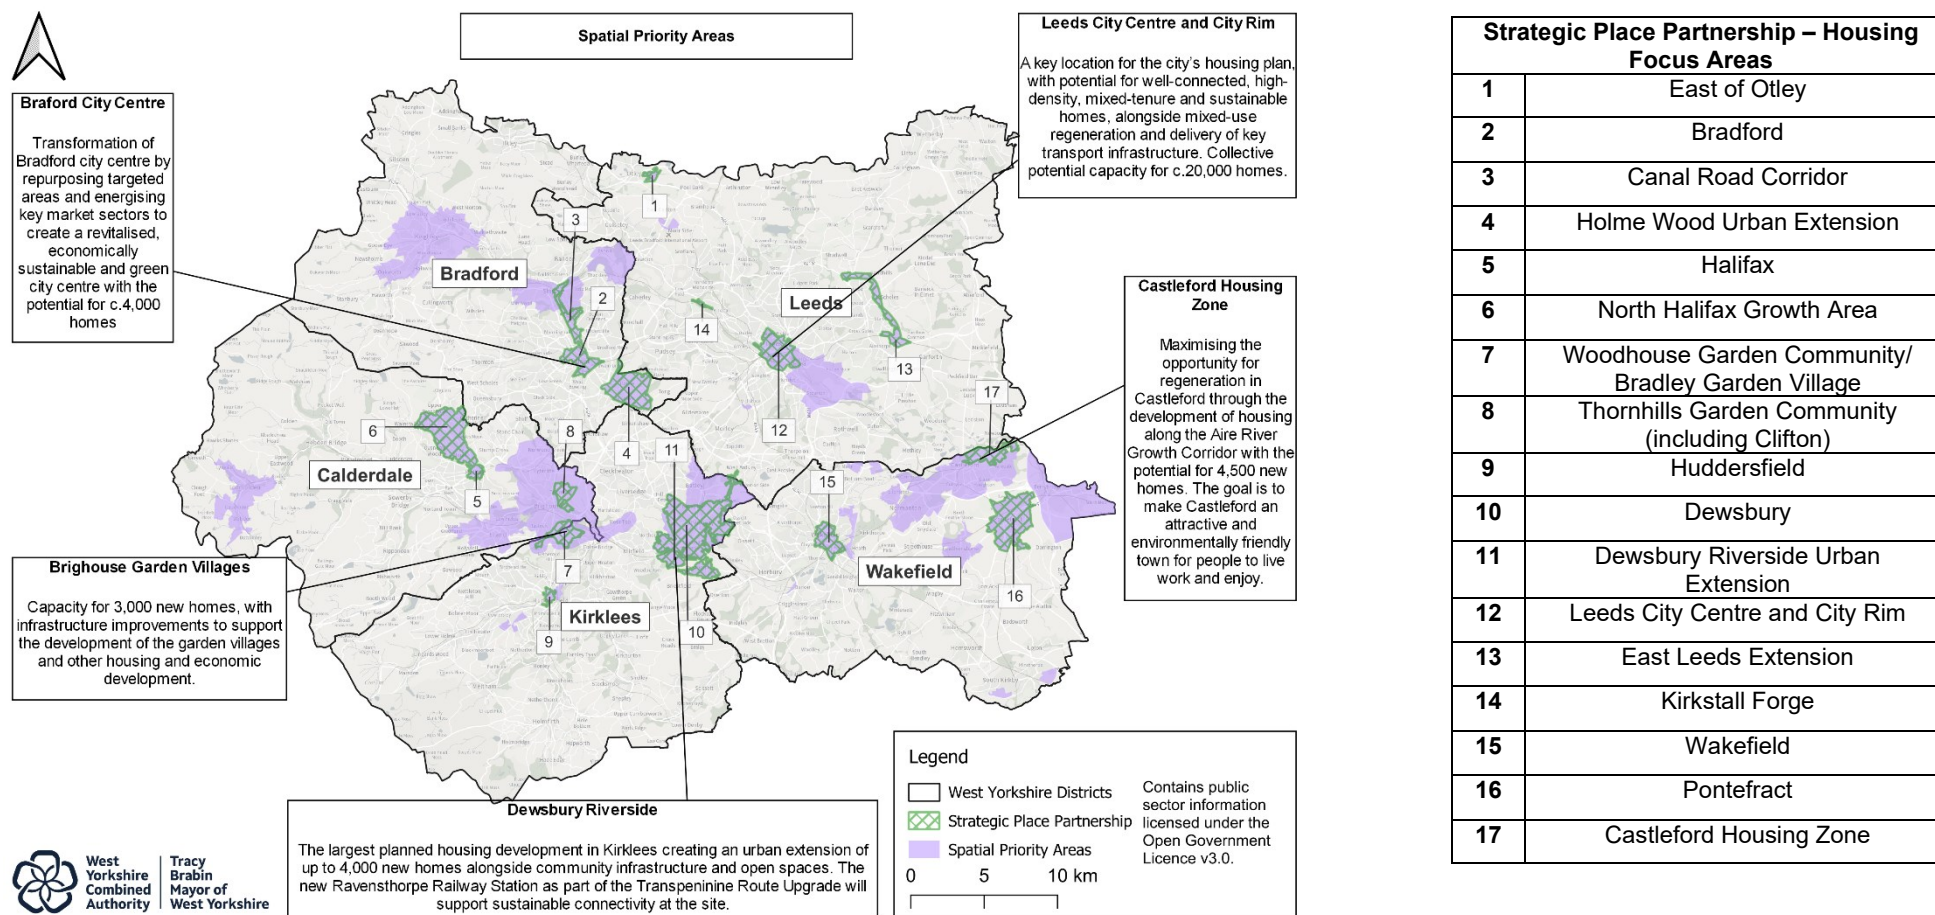 Spatial Priority Areas
Braford City Centre
Transformation of
Bradford city centre by
repurposing targeted
areas and energising
key market sectors to
create a revitalised,
economically
sustainable and green
city centre with the
potential for c.4,000
homes
Leeds City Centre and City Rim
A key location for the city's housing plan,
with potential for well-connected, high-
density, mixed-tenure and sustainable
homes, alongside mixed-use
regeneration and delivery of key
transport infrastructure. Collective
potential capacity for c.20,000 homes.
Castleford Housing
Zone
Maximising the
opportunity for
regeneration in
Castleford through the
development of housing
along the Aire River
Growth Corridor with the
potential for 4,500 new
homes. The goal is to
make Castleford an
attractive and
environmentally friendly
town for people to live
work and enjoy.
Brighouse Garden Villages
Capacity for 3,000 new homes, with
infrastructure improvements to support
the development of the garden villages
and other housing and economic
development.
Dewsbury Riverside
The largest planned housing development in Kirklees creating an urban extension of
up to 4,000 new homes alongside community infrastructure and open spaces. The
new Ravensthorpe Railway Station as part of the Transpeninine Route Upgrade will
support sustainable connectivity at the site.
1
3
Bradford
2
Leeds
14
13
17
12
6
8
4
11
Calderdale
5
15
Wakefield
7
16
Kirklees
9
10
Legend
West Yorkshire Districts
Strategic Place Partnership
Spatial Priority Areas
Contains public
sector information
licensed under the
Open Government
Licence v3.0.
0 5 10 km
West
Yorkshire
Combined
Authority
Tracy
Brabin
Mayor of
West Yorkshire
Strategic Place Partnership – Housing
Focus Areas
1 East of Otley
2 Bradford
3 Canal Road Corridor
4 Holme Wood Urban Extension
5 Halifax
6 North Halifax Growth Area
7 Woodhouse Garden Community/
Bradley Garden Village
8 Thornhills Garden Community
(including Clifton)
9 Huddersfield
10 Dewsbury
11 Dewsbury Riverside Urban
Extension
12 Leeds City Centre and City Rim
13 East Leeds Extension
14 Kirkstall Forge
15 Wakefield
16 Pontefract
17 Castleford Housing Zone